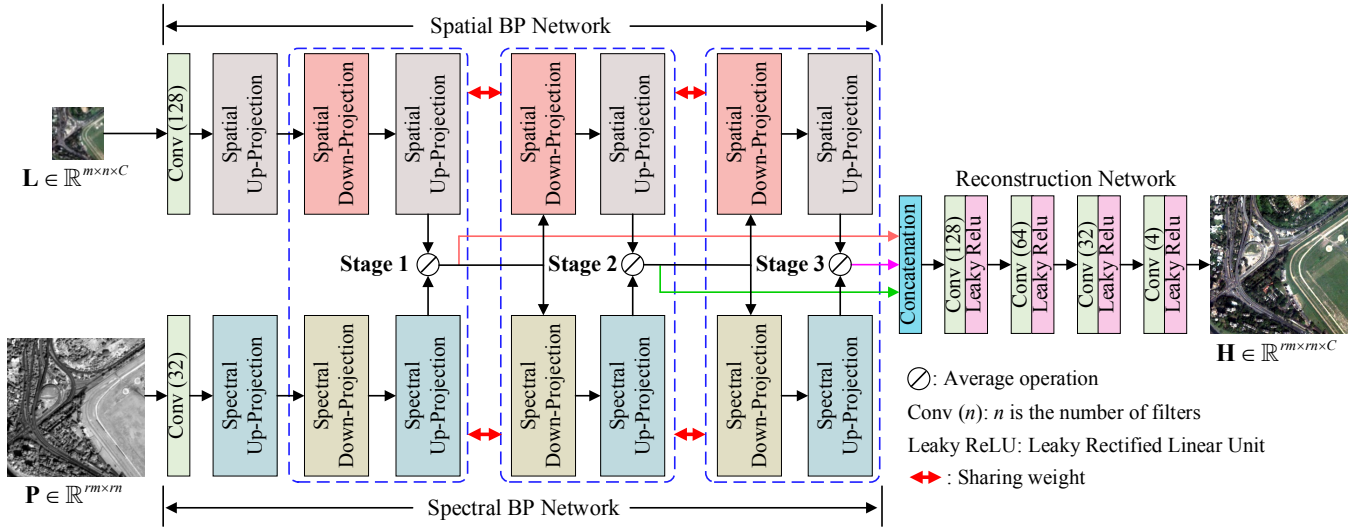 Spatial BP Network
Conv (128)
Spatial
Up-Projection
Spatial
Down-Projection
Spatial
Up-Projection
Spatial
Down-Projection
Spatial
Up-Projection
Spatial
Down-Projection
Spatial
Up-Projection
L ∈ ℝ^{m×n×C}
Stage 1
Stage 2
Stage 3
Conv (32)
Spectral
Up-Projection
Spectral
Down-Projection
Spectral
Up-Projection
Spectral
Down-Projection
Spectral
Up-Projection
Spectral
Down-Projection
Spectral
Up-Projection
P ∈ ℝ^{rm×rn}
Spectral BP Network
Reconstruction Network
Concatenation
Conv (128)
Leaky Relu
Conv (64)
Leaky Relu
Conv (32)
Leaky Relu
Conv (4)
Leaky Relu
H ∈ ℝ^{rm×rn×C}
: Average operation
Conv (n): n is the number of filters
Leaky ReLU: Leaky Rectified Linear Unit
: Sharing weight